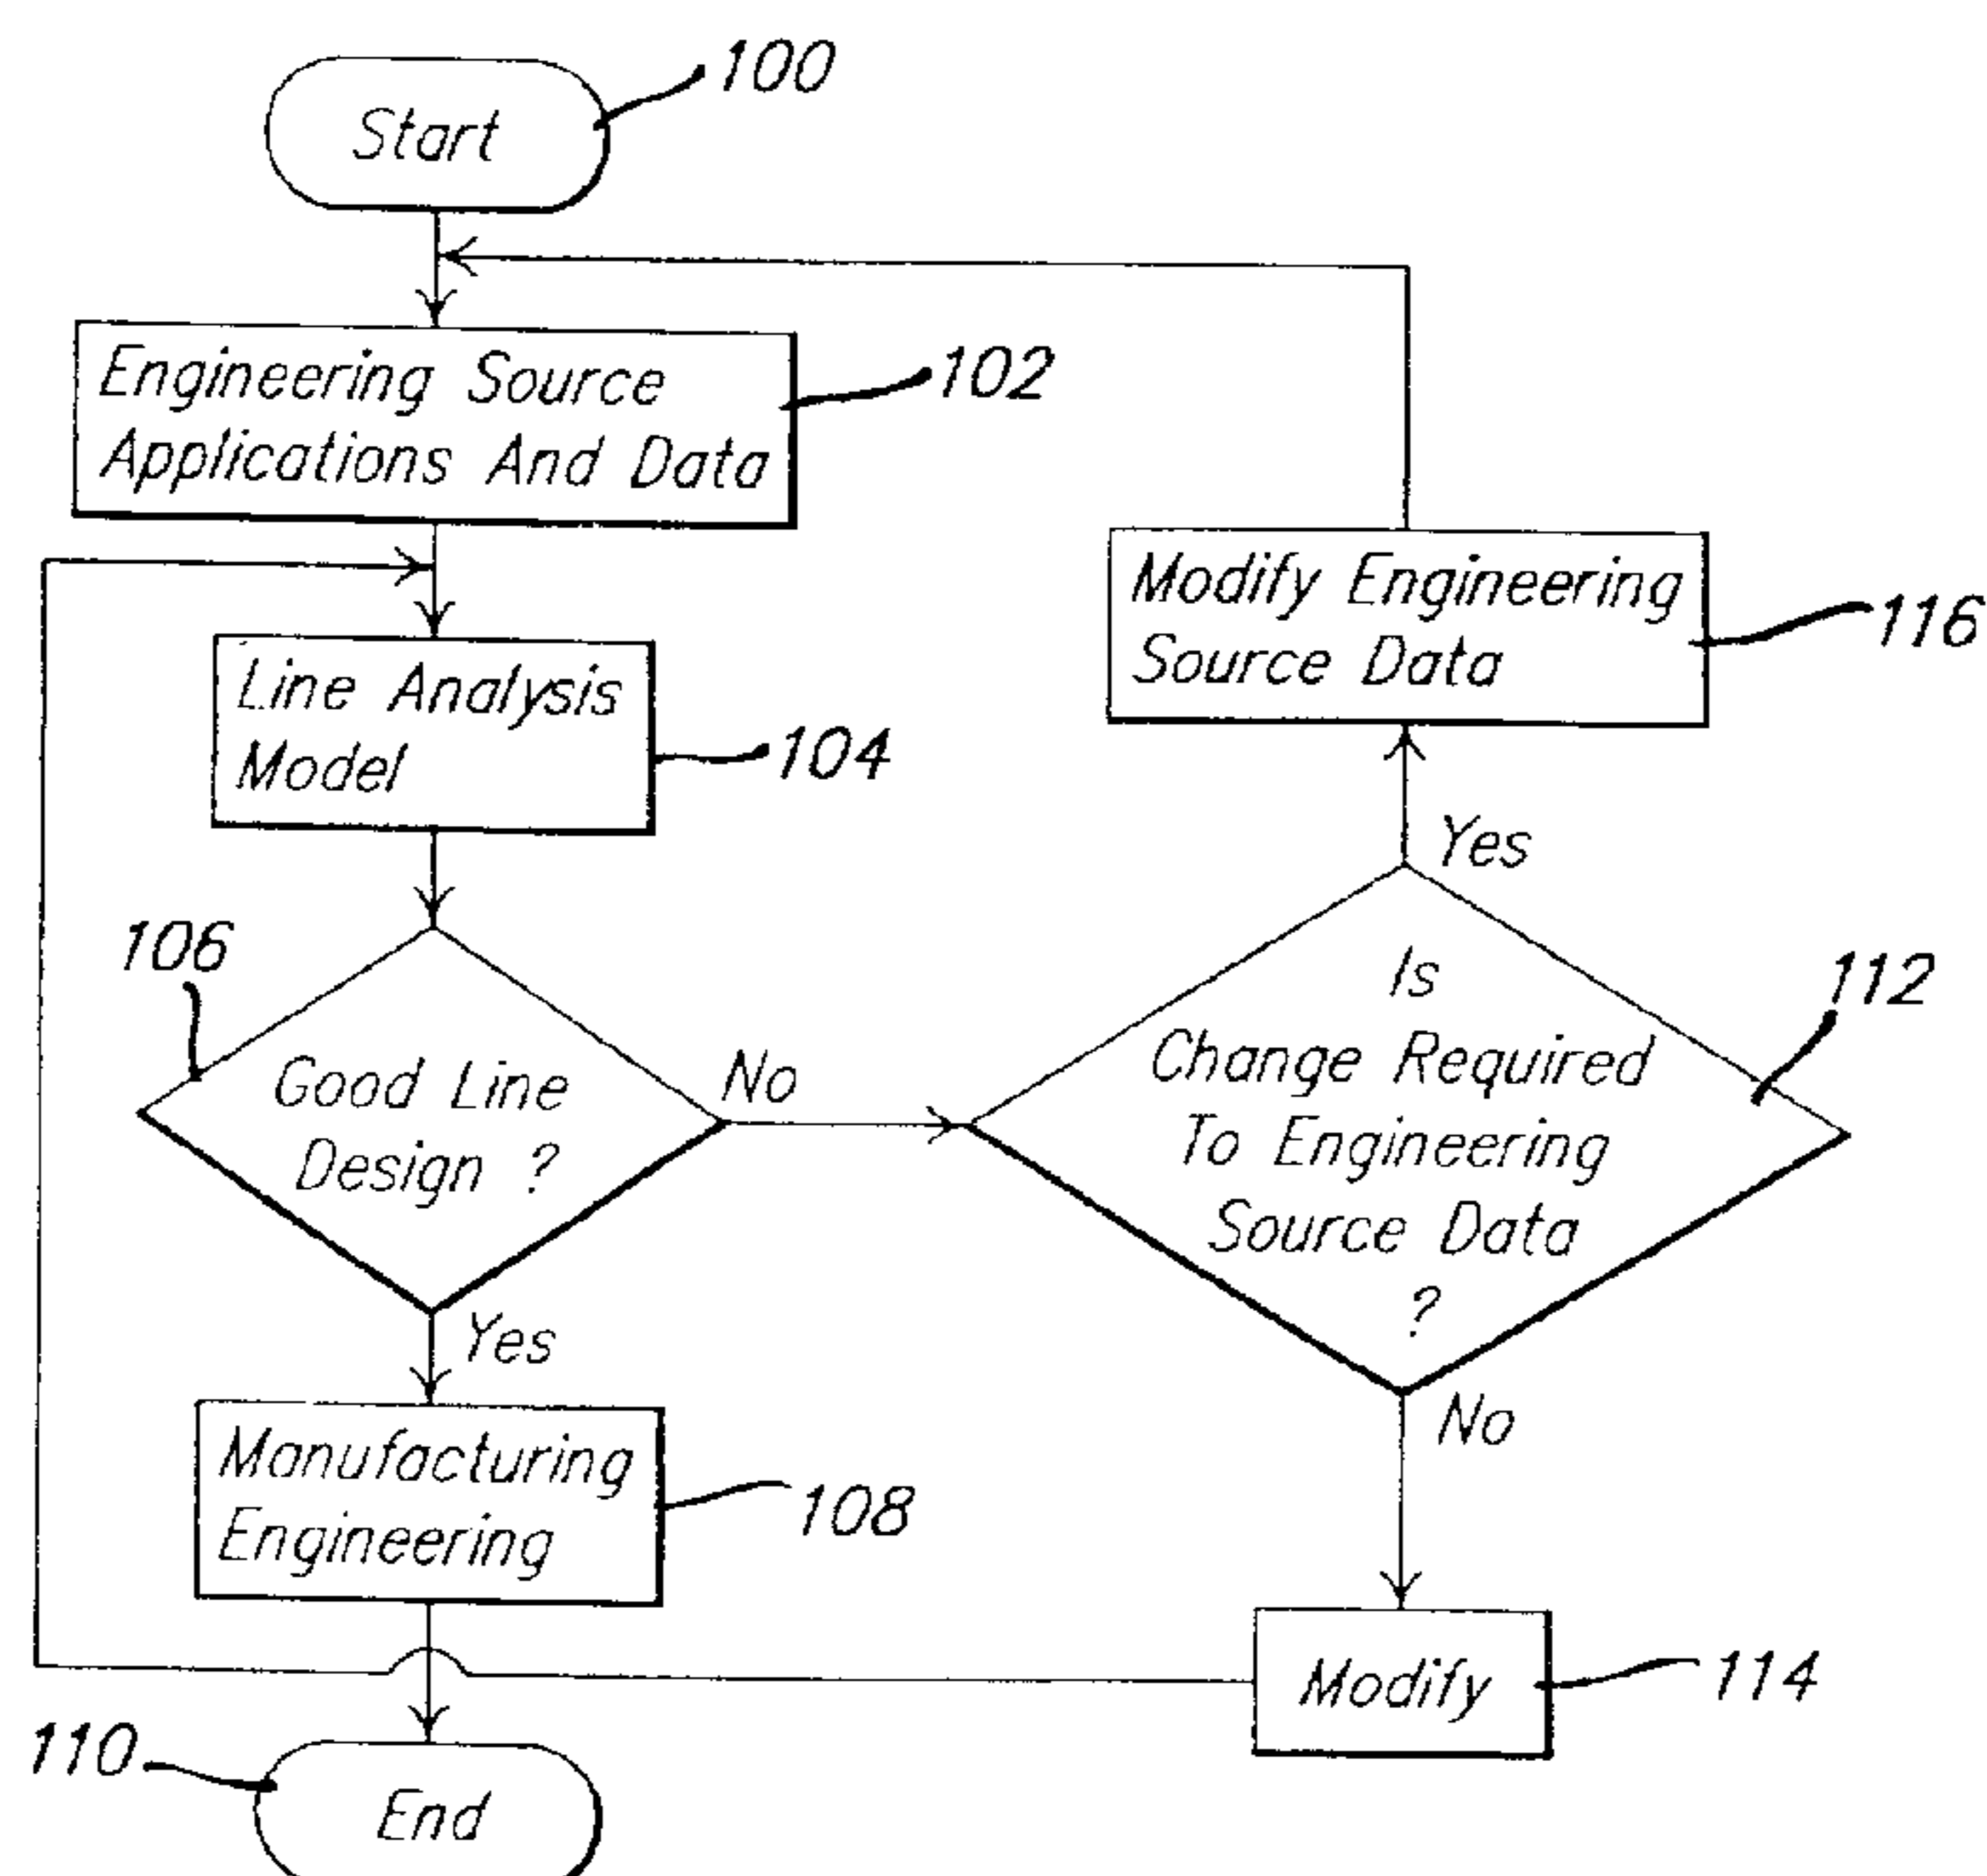 Start
100
Engineering Source
Applications And Data
102
Line Analysis
Model
104
106
Good Line
Design ?
No
Yes
Manufacturing
Engineering
108
110
End
Modify Engineering
Source Data
116
Yes
Is
Change Required
To Engineering
Source Data
?
112
No
Modify
114